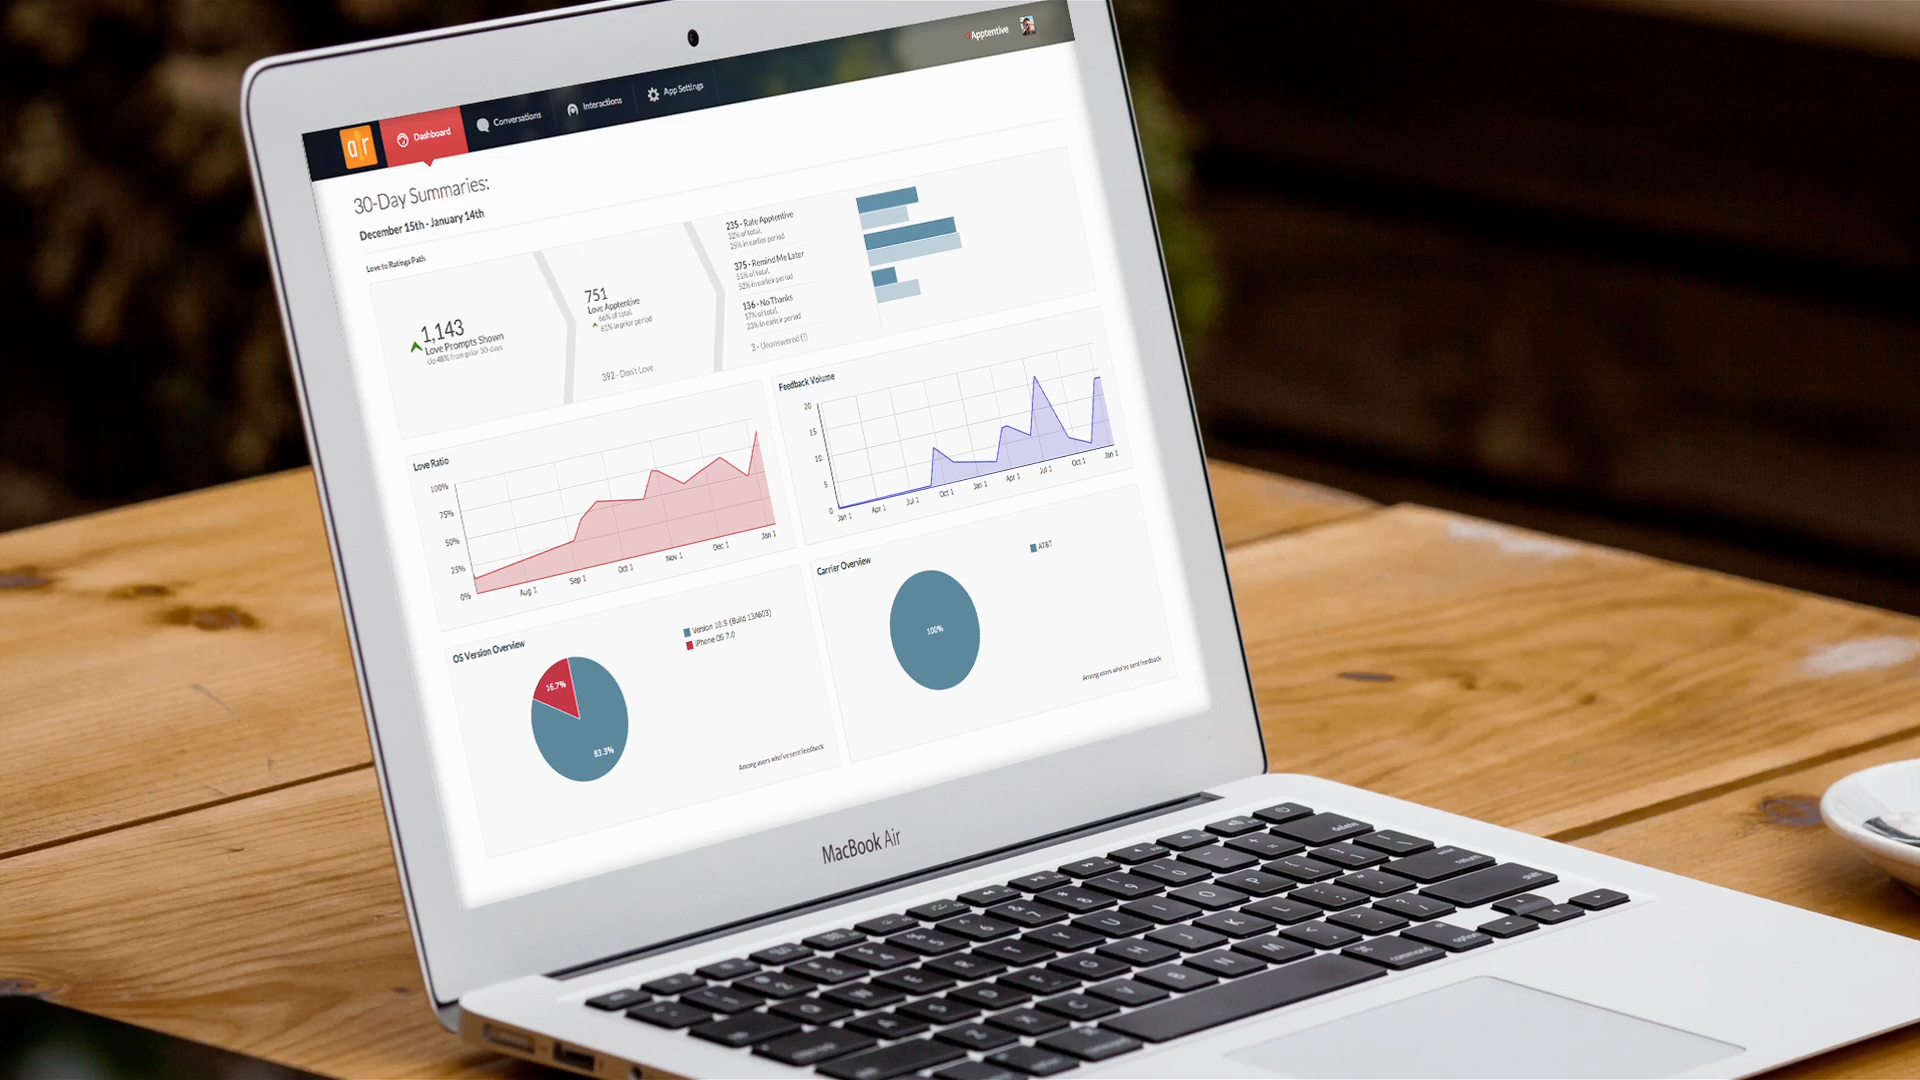 Apptentive
a|r
Dashboard
Conversations
Interactions
App Settings
30-Day Summaries:
December 15th - January 14th
Love to Ratings Path
1,143
Love Prompts Shown
Up 48% from prior 30-days
751
Love Apptentive
66% of total.
61% in prior period
392 - Don't Love
235 - Rate Apptentive
32% of total.
25% in earlier period
375 - Remind Me Later
51% of total.
52% in earlier period
136 - No Thanks
17% of total.
23% in earlier period
3 - Unanswered (?)
Love Ratio
100%
75%
50%
25%
0%
Aug 1
Sep 1
Oct 1
Nov 1
Dec 1
Jan 1
Feedback Volume
20
15
10
5
0
Jan 1
Apr 1
Jul 1
Oct 1
Jan 1
Apr 1
Jul 1
Oct 1
Jan 1
OS Version Overview
Version 10.9 (Build 13A603)
iPhone OS 7.0
16.7%
83.3%
Among users who've sent feedback
Carrier Overview
AT&T
100%
Among users who've sent feedback
MacBook Air
delete
return
shift
command
option